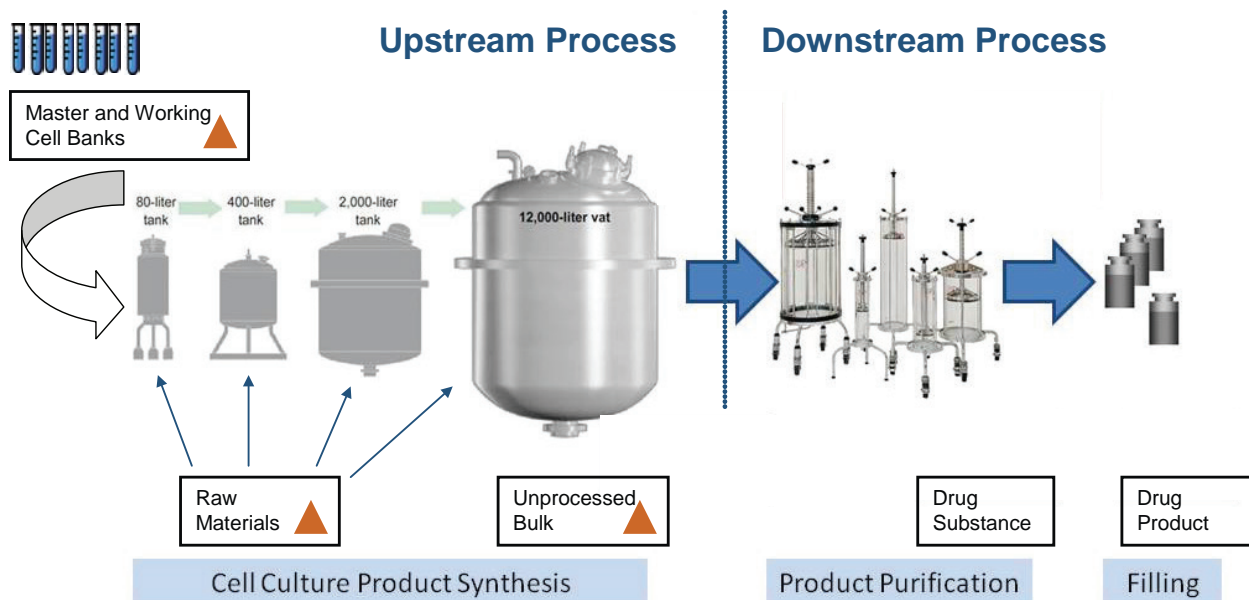 Upstream Process
Downstream Process
Master and Working
Cell Banks
80-liter
tank
400-liter
tank
2,000-liter
tank
12,000-liter vat
Raw
Materials
Unprocessed
Bulk
Drug
Substance
Drug
Product
Cell Culture Product Synthesis
Product Purification
Filling